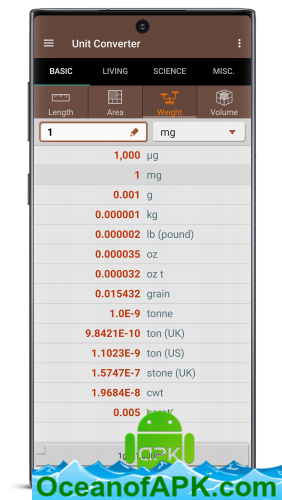 Unit Converter
BASIC LIVING SCIENCE MISC.
Length Area Weight Volume
1 mg
1,000 µg
1 mg
0.001 g
0.000001 kg
0.000002 lb (pound)
0.000035 oz
0.000032 oz t
0.015432 grain
1.0E-9 tonne
9.8421E-10 ton (UK)
1.1023E-9 ton (US)
1.5747E-7 stone (UK)
1.9684E-8 cwt
0.005
APK
OceanofAPK.com